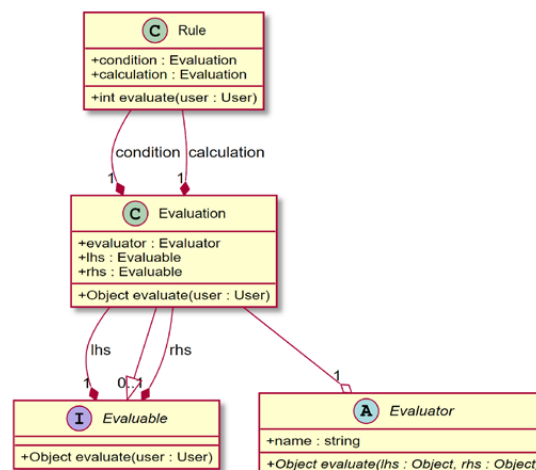 C Rule
+condition : Evaluation
+calculation : Evaluation
+int evaluate(user : User)
condition calculation
1 1
C Evaluation
+evaluator : Evaluator
+lhs : Evaluable
+rhs : Evaluable
+Object evaluate(user : User)
lhs rhs
1 0..1 1
I Evaluable
+Object evaluate(user : User)
A Evaluator
+name : string
+Object evaluate(lhs : Object, rhs : Object